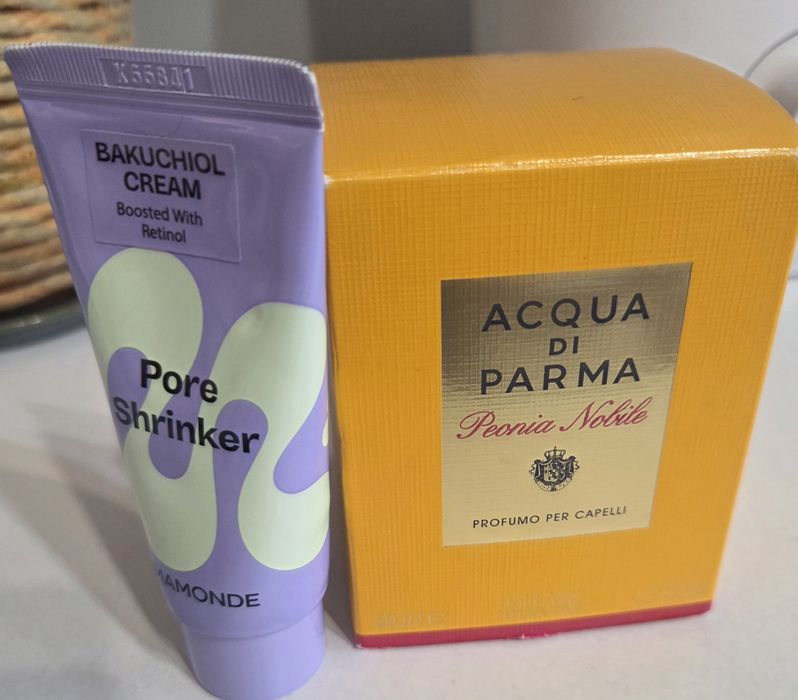 K55841
BAKUCHIOL
CREAM
Boosted With
Retinol
Pore
Shrinker
MAMONDE
ACQUA
DI
PARMA
Peonia Nobile
PROFUMO PER CAPELLI